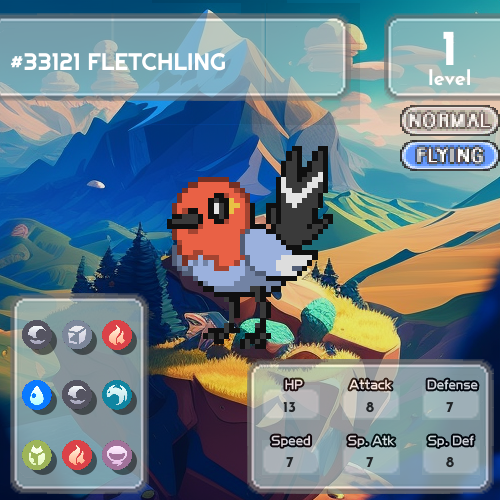 #33121 FLETCHLING
1
level
NORMAL
FLYING
HP Attack Defense
13 8 7
Speed Sp. Atk Sp. Def
7 7 8